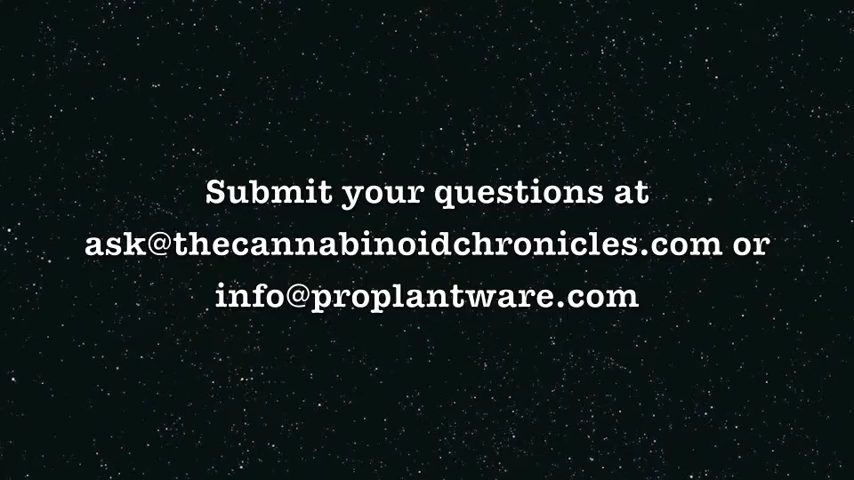 Submit your questions at
ask@thecannabinoidchronicles.com or
info@proplantware.com